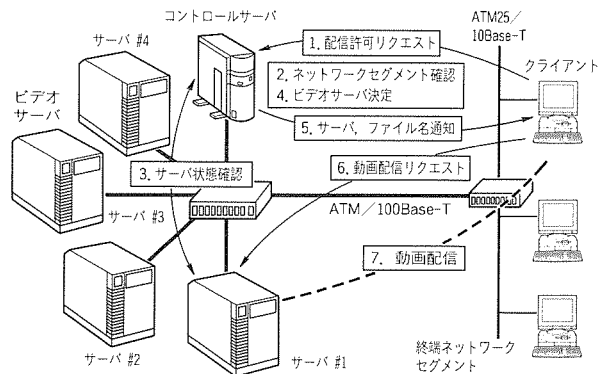 コントロールサーバ
ATM25／
10Base-T
サーバ #4
1. 配信許可リクエスト
クライアント
2. ネットワークセグメント確認
4. ビデオサーバ決定
ビデオ
サーバ
5. サーバ，ファイル名通知
3. サーバ状態確認
6. 動画配信リクエスト
サーバ #3
ATM／100Base-T
7. 動画配信
サーバ #2
サーバ #1
終端ネットワーク
セグメント